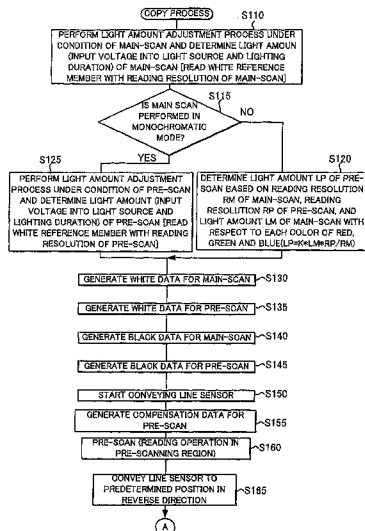 COPY PROCESS
S110
PERFORM LIGHT AMOUNT ADJUSTMENT PROCESS UNDER
CONDITION OF MAIN-SCAN AND DETERMINE LIGHT AMOUN
(INPUT VOLTAGE INTO LIGHT SOURCE AND LIGHTING
DURATION) OF MAIN-SCAN [READ WHITE REFERENCE
MEMBER WITH READING RESOLUTION OF MAIN-SCAN]
S115
IS MAIN SCAN
PERFORMED IN
MONOCHROMATIC
MODE?
NO
YES
S125
PERFORM LIGHT AMOUNT ADJUSTMENT
PROCESS UNDER CONDITION OF PRE-SCAN
AND DETERMINE LIGHT AMOUNT (INPUT
VOLTAGE INTO LIGHT SOURCE AND
LIGHTING DURATION) OF PRE-SCAN [READ
WHITE REFERENCE MEMBER WITH READING
RESOLUTION OF PRE-SCAN]
S120
DETERMINE LIGHT AMOUNT LP OF PRE-
SCAN BASED ON READING RESOLUTION
RM OF MAIN-SCAN, READING
RESOLUTION RP OF PRE-SCAN, AND
LIGHT AMOUNT LM OF MAIN-SCAN WITH
RESPECT TO EACH COLOR OF RED,
GREEN AND BLUE(LP=K*LM*RP/RM)
GENERATE WHITE DATA FOR MAIN-SCAN
S130
GENERATE WHITE DATA FOR PRE-SCAN
S135
GENERATE BLACK DATA FOR MAIN-SCAN
S140
GENERATE BLACK DATA FOR PRE-SCAN
S145
START CONVEYING LINE SENSOR
S150
GENERATE COMPENSATION DATA FOR
PRE-SCAN
S155
PRE-SCAN (READING OPERATION IN
PRE-SCANNING REGION)
S160
CONVEY LINE SENSOR TO
PREDETERMINED POSITION IN
REVERSE DIRECTION
S165
A